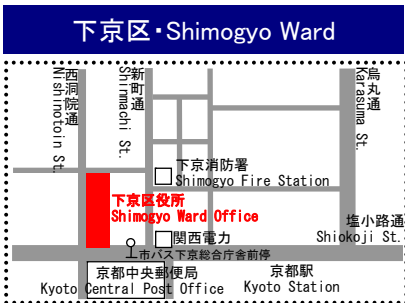 下京区・Shimogyo Ward
西洞院通
Nishinotoin St.
新町通
Shinmachi St.
烏丸通
Karasuma St.
下京消防署
Shimogyo Fire Station
下京区役所
Shimogyo Ward Office
塩小路通
Shiokoji St.
関西電力
市バス下京総合庁舎前停
京都中央郵便局
Kyoto Central Post Office
京都駅
Kyoto Station